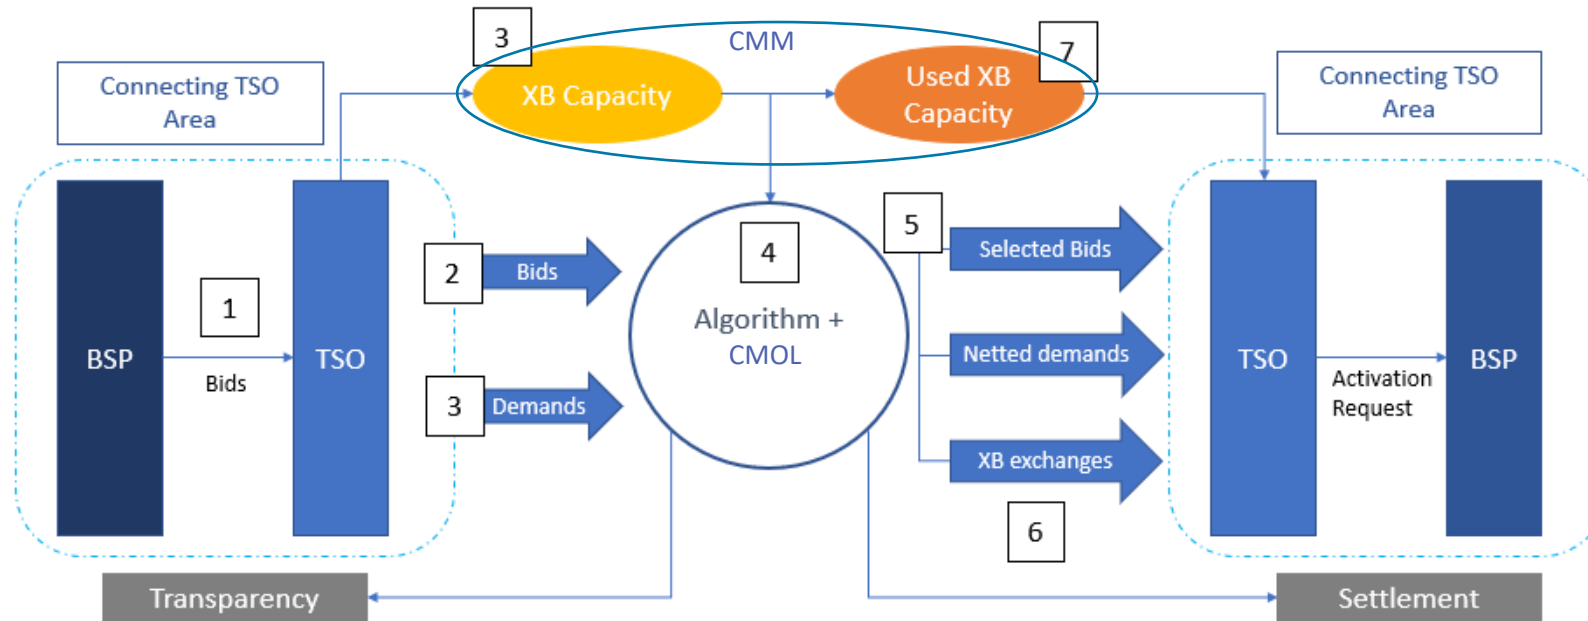 3
CMM
7
Connecting TSO
Area
XB Capacity
Used XB
Capacity
Connecting TSO
Area
BSP
1
Bids
TSO
2
Bids
3
Demands
4
Algorithm +
CMOL
5
Selected Bids
Netted demands
XB exchanges
6
TSO
Activation
Request
BSP
Transparency
Settlement